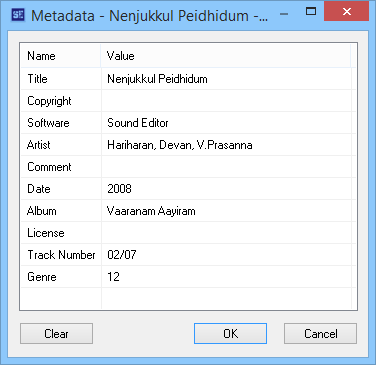 SE Metadata - Nenjukkul Peidhidum -...
Name Value
Title Nenjukkul Peidhidum
Copyright
Software Sound Editor
Artist Hariharan, Devan, V.Prasanna
Comment
Date 2008
Album Vaaranam Aayiram
License
Track Number 02/07
Genre 12
Clear OK Cancel